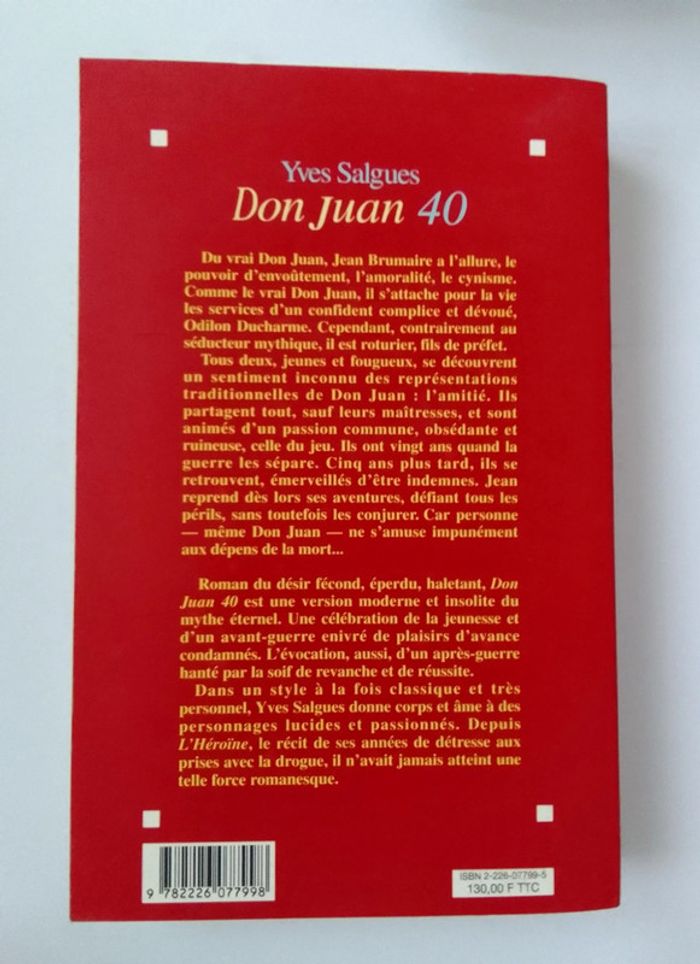 Yves Salgues
Don Juan 40
Du vrai Don Juan, Jean Brumaire a l'allure, le
pouvoir d'envoûtement, l'amoralité, le cynisme.
Comme le vrai Don Juan, il s'attache pour la vie
les services d'un confident complice et dévoué,
Odilon Ducharme. Cependant, contrairement au
séducteur mythique, il est roturier, fils de préfet.
Tous deux, jeunes et fougueux, se découvrent
un sentiment inconnu des représentations
traditionnelles de Don Juan : l'amitié. Ils
partagent tout, sauf leurs maîtresses, et sont
animés d'un passion commune, obsédante et
ruineuse, celle du jeu. Ils ont vingt ans quand la
guerre les sépare. Cinq ans plus tard, ils se
retrouvent, émerveillés d'être indemnes. Jean
reprend dès lors ses aventures, défiant tous les
périls, sans toutefois les conjurer. Car personne
— même Don Juan — ne s'amuse impunément
aux dépens de la mort...
Roman du désir fécond, éperdu, haletant, Don
Juan 40 est une version moderne et insolite du
mythe éternel. Une célébration de la jeunesse et
d'un avant-guerre enivré de plaisirs d'avance
condamnés. L'évocation, aussi, d'un après-guerre
hanté par la soif de revanche et de réussite.
Dans un style à la fois classique et très
personnel, Yves Salgues donne corps et âme à des
personnages lucides et passionnés. Depuis
L'Héroïne, le récit de ses années de détresse aux
prises avec la drogue, il n'avait jamais atteint une
telle force romanesque.
9 782226 077998
ISBN 2-226-07799-5
130,00 F TTC